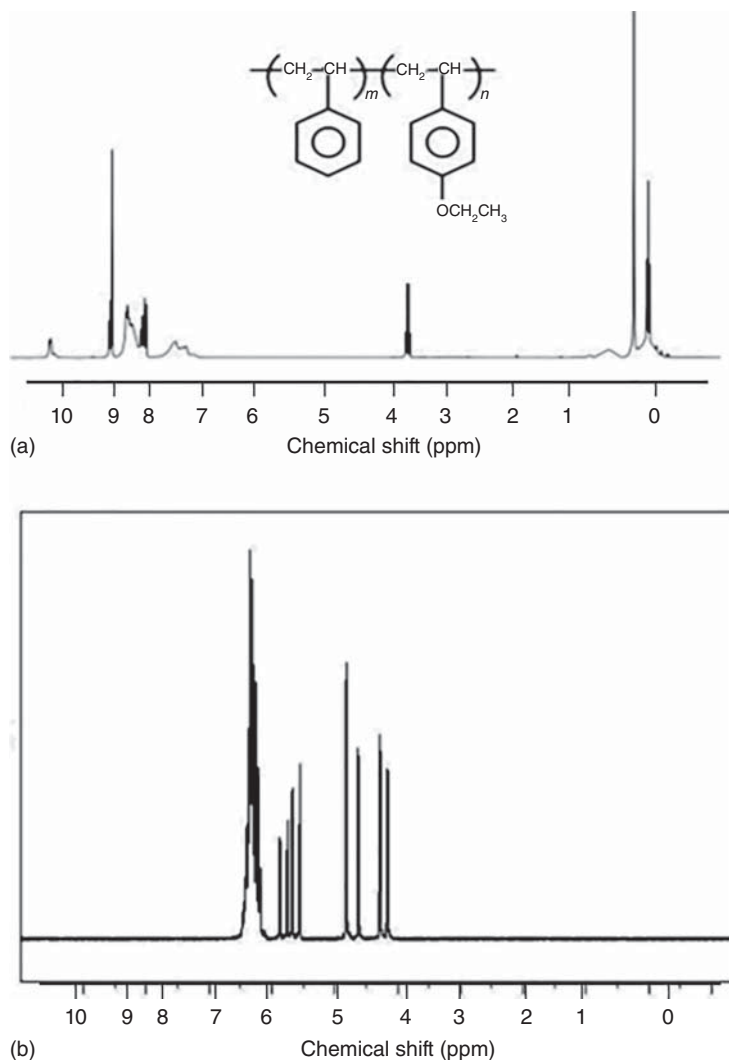 CH2 CH m CH2 CH n
OCH2CH3
10 9 8 7 6 5 4 3 2 1 0
(a) Chemical shift (ppm)
10 9 8 7 6 5 4 3 2 1 0
(b) Chemical shift (ppm)